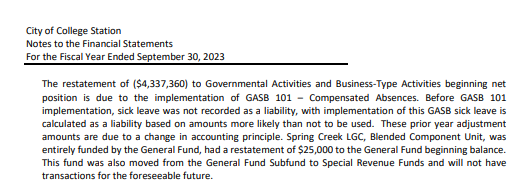 City of College Station
Notes to the Financial Statements
For the Fiscal Year Ended September 30, 2023
The restatement of ($4,337,360) to Governmental Activities and Business-Type Activities beginning net
position is due to the implementation of GASB 101 – Compensated Absences. Before GASB 101
implementation, sick leave was not recorded as a liability, with implementation of this GASB sick leave is
calculated as a liability based on amounts more likely than not to be used. These prior year adjustment
amounts are due to a change in accounting principle. Spring Creek LGC, Blended Component Unit, was
entirely funded by the General Fund, had a restatement of $25,000 to the General Fund beginning balance.
This fund was also moved from the General Fund Subfund to Special Revenue Funds and will not have
transactions for the foreseeable future.